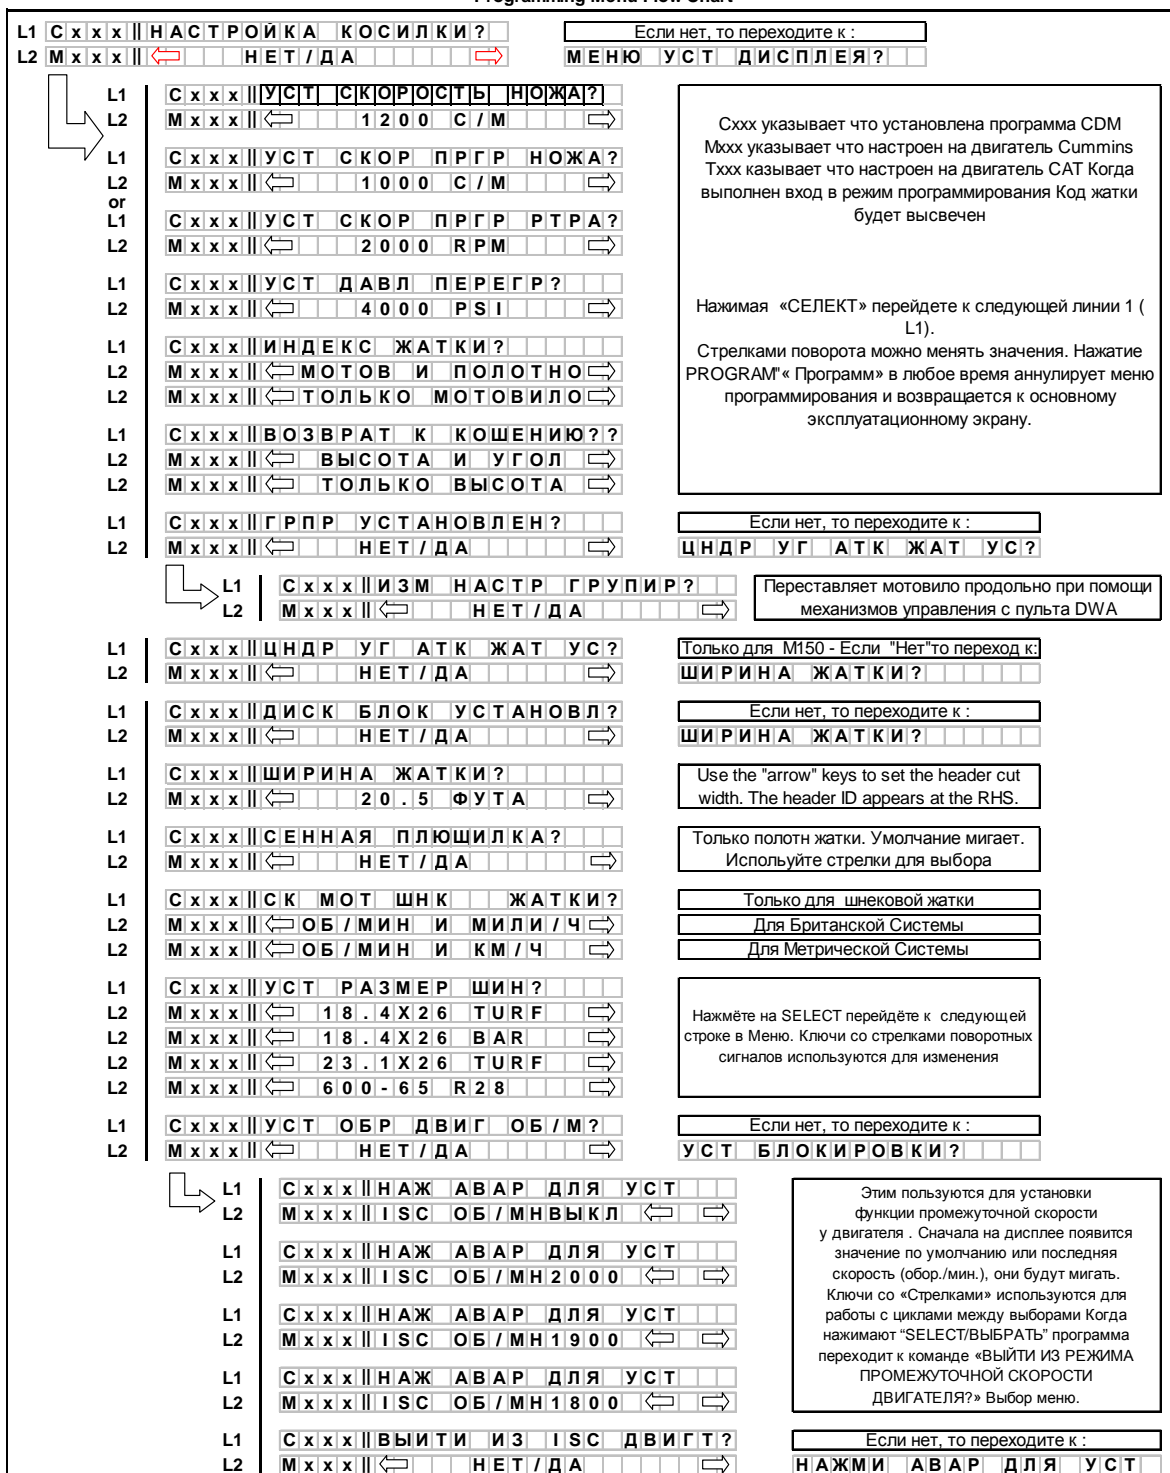 Programming Menu Flow Chart
L1 Cxxx||НАСТРОЙКА КОСИЛКИ? Если нет, то переходите к :
L2 Mxxx|| НЕТ/ДА МЕНЮ УСТ ДИСПЛЕЯ?
L1 Cxxx||УСТ СКОРОСТЬ НОЖА?
L2 Mxxx|| 1200 С/М
L1 Cxxx||УСТ СКОР ПРГР НОЖА?
L2 Mxxx|| 1000 С/М
or
L1 Cxxx||УСТ СКОР ПРГР РТРА?
L2 Mxxx|| 2000 RPM
L1 Cxxx||УСТ ДАВЛ ПЕРЕГР?
L2 Mxxx|| 4000 PSI
L1 Cxxx||ИНДЕКС ЖАТКИ?
L2 Mxxx|| МОТОВ И ПОЛОТНО
L2 Mxxx|| ТОЛЬКО МОТОВИЛО
L1 Cxxx||ВОЗВРАТ К КОШЕНИЮ??
L2 Mxxx|| ВЫСОТА И УГОЛ
L2 Mxxx|| ТОЛЬКО ВЫСОТА
Cxxx указывает что установлена программа CDM
Mxxx указывает что настроен на двигатель Cummins
Txxx казывает что настроен на двигатель CAT Когда
выполнен вход в режим программирования Код жатки
будет высвечен
Нажимая «СЕЛЕКТ» перейдете к следующей линии 1 (
L1).
Стрелками поворота можно менять значения. Нажатие
PROGRAM"« Программ» в любое время аннулирует меню
программирования и возвращается к основному
эксплуатационному экрану.
L1 Cxxx||ГРПР УСТАНОВЛЕН? Если нет, то переходите к :
L2 Mxxx|| НЕТ/ДА ЦНДР УГ АТК ЖАТ УС?
L1 Cxxx||ИЗМ НАСТР ГРУПИР? Переставляет мотовило продольно при помощи
L2 Mxxx|| НЕТ/ДА механизмов управления с пульта DWA
L1 Cxxx||ЦНДР УГ АТК ЖАТ УС? Только для М150 - Если "Нет"то переход к:
L2 Mxxx|| НЕТ/ДА ШИРИНА ЖАТКИ?
L1 Cxxx||ДИСК БЛОК УСТАНОВЛ? Если нет, то переходите к :
L2 Mxxx|| НЕТ/ДА ШИРИНА ЖАТКИ?
L1 Cxxx||ШИРИНА ЖАТКИ? Use the "arrow" keys to set the header cut
L2 Mxxx|| 20.5 ФУТА width. The header ID appears at the RHS.
L1 Cxxx||СЕННАЯ ПЛЮЩИЛКА? Только полотн жатки. Умолчание мигает.
L2 Mxxx|| НЕТ/ДА Испольуйте стрелки для выбора
L1 Cxxx||СК МОТ ШНК ЖАТКИ? Только для шнековой жатки
L2 Mxxx|| ОБ/МИН И МИЛИ/Ч Для Британской Системы
L2 Mxxx|| ОБ/МИН И КМ/Ч Для Метрической Системы
L1 Cxxx||УСТ РАЗМЕР ШИН?
L2 Mxxx|| 18.4X26 TURF
L2 Mxxx|| 18.4X26 BAR
L2 Mxxx|| 23.1X26 TURF
L2 Mxxx|| 600-65 R28
Нажмёте на SELECT перейдёте к следующей
строке в Меню. Ключи со стрелками поворотных
сигналов используются для изменения
L1 Cxxx||УСТ ОБР ДВИГ ОБ/М? Если нет, то переходите к :
L2 Mxxx|| НЕТ/ДА УСТ БЛОКИРОВКИ?
L1 Cxxx||НАЖ АВАР ДЛЯ УСТ
L2 Mxxx||ISC ОБ/МНВЫКЛ
L1 Cxxx||НАЖ АВАР ДЛЯ УСТ
L2 Mxxx||ISC ОБ/МН2000
L1 Cxxx||НАЖ АВАР ДЛЯ УСТ
L2 Mxxx||ISC ОБ/МН1900
L1 Cxxx||НАЖ АВАР ДЛЯ УСТ
L2 Mxxx||ISC ОБ/МН1800
Этим пользуются для установки
функции промежуточной скорости
у двигателя . Сначала на дисплее появится
значение по умолчанию или последняя
скорость (обор./мин.), они будут мигать.
Ключи со «Стрелками» используются для
работы с циклами между выборами Когда
нажимают “SELECT/ВЫБРАТЬ” программа
переходит к команде «ВЫЙТИ ИЗ РЕЖИМА
ПРОМЕЖУТОЧНОЙ СКОРОСТИ
ДВИГАТЕЛЯ?» Выбор меню.
L1 Cxxx||ВЫИТИ ИЗ ISC ДВИГТ? Если нет, то переходите к :
L2 Mxxx|| НЕТ/ДА НАЖМИ АВАР ДЛЯ УСТ